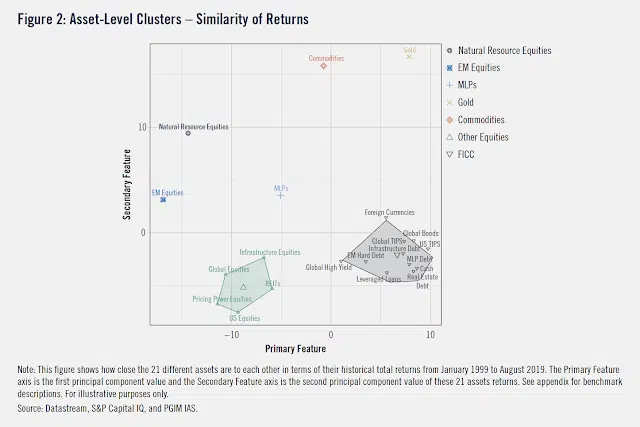 Figure 2: Asset-Level Clusters – Similarity of Returns
Gold
Commodities
Natural Resource Equities
EM Equities
MLPs
Foreign Currencies
Global Bonds
Global TIPS
US TIPS
Infrastructure Debt
EM Hard Debt
MLP Debt
Global High Yield
Cash
Leveraged Loans
Real Estate
Debt
Infrastructure Equities
Global Equities
REITs
Pricing Power Equities
US Equities
10
0
−10
0
10
Secondary Feature
Primary Feature
Natural Resource Equities
EM Equities
MLPs
Gold
Commodities
Other Equities
FICC
Note: This figure shows how close the 21 different assets are to each other in terms of their historical total returns from January 1999 to August 2019. The Primary Feature
axis is the first principal component value and the Secondary Feature axis is the second principal component value of these 21 assets returns. See appendix for benchmark
descriptions. For illustrative purposes only.
Source: Datastream, S&P Capital IQ, and PGIM IAS.